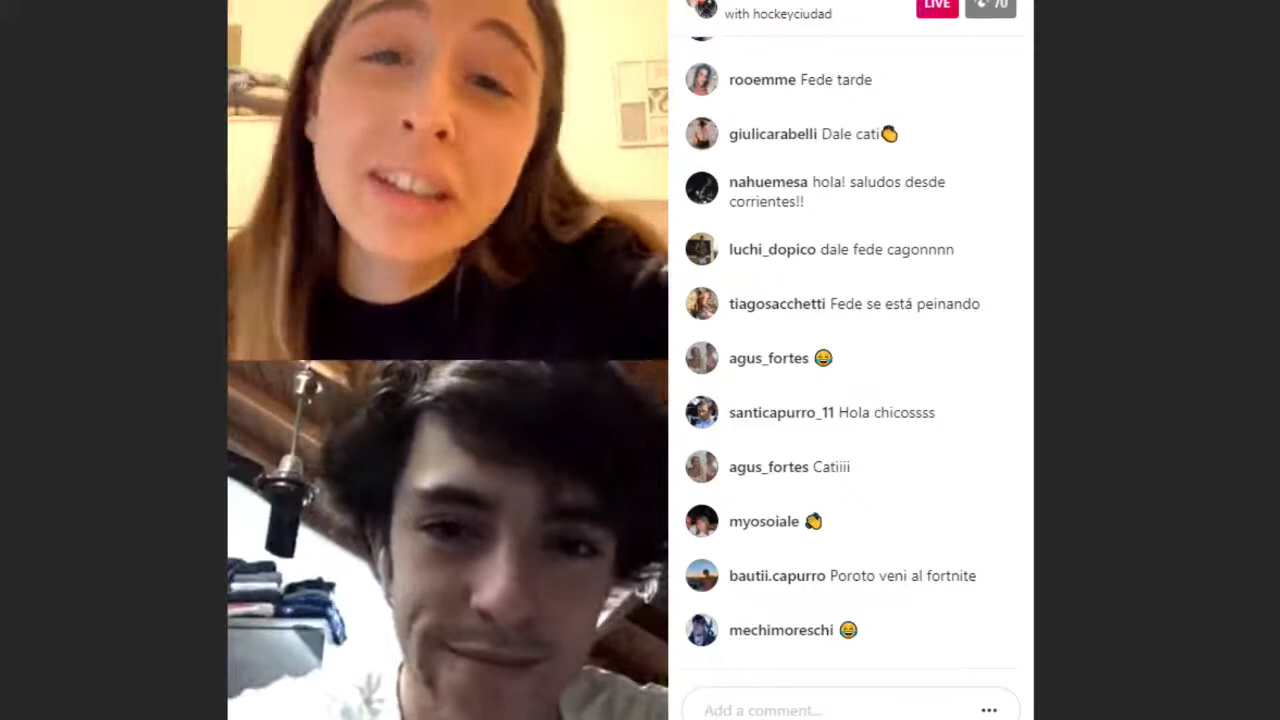 with hockeyciudad
LIVE
70
rooemme Fede tarde
giulicarabelli Dale cati👏
nahuemesa hola! saludos desde
corrientes!!
luchi_dopico dale fede cagonnnn
tiagosacchetti Fede se está peinando
agus_fortes 😂
santicapurro_11 Hola chicossss
agus_fortes Catiiii
myosoiale 👏
bautii.capurro Poroto veni al fortnite
mechimoreschi 😂
Add a comment...